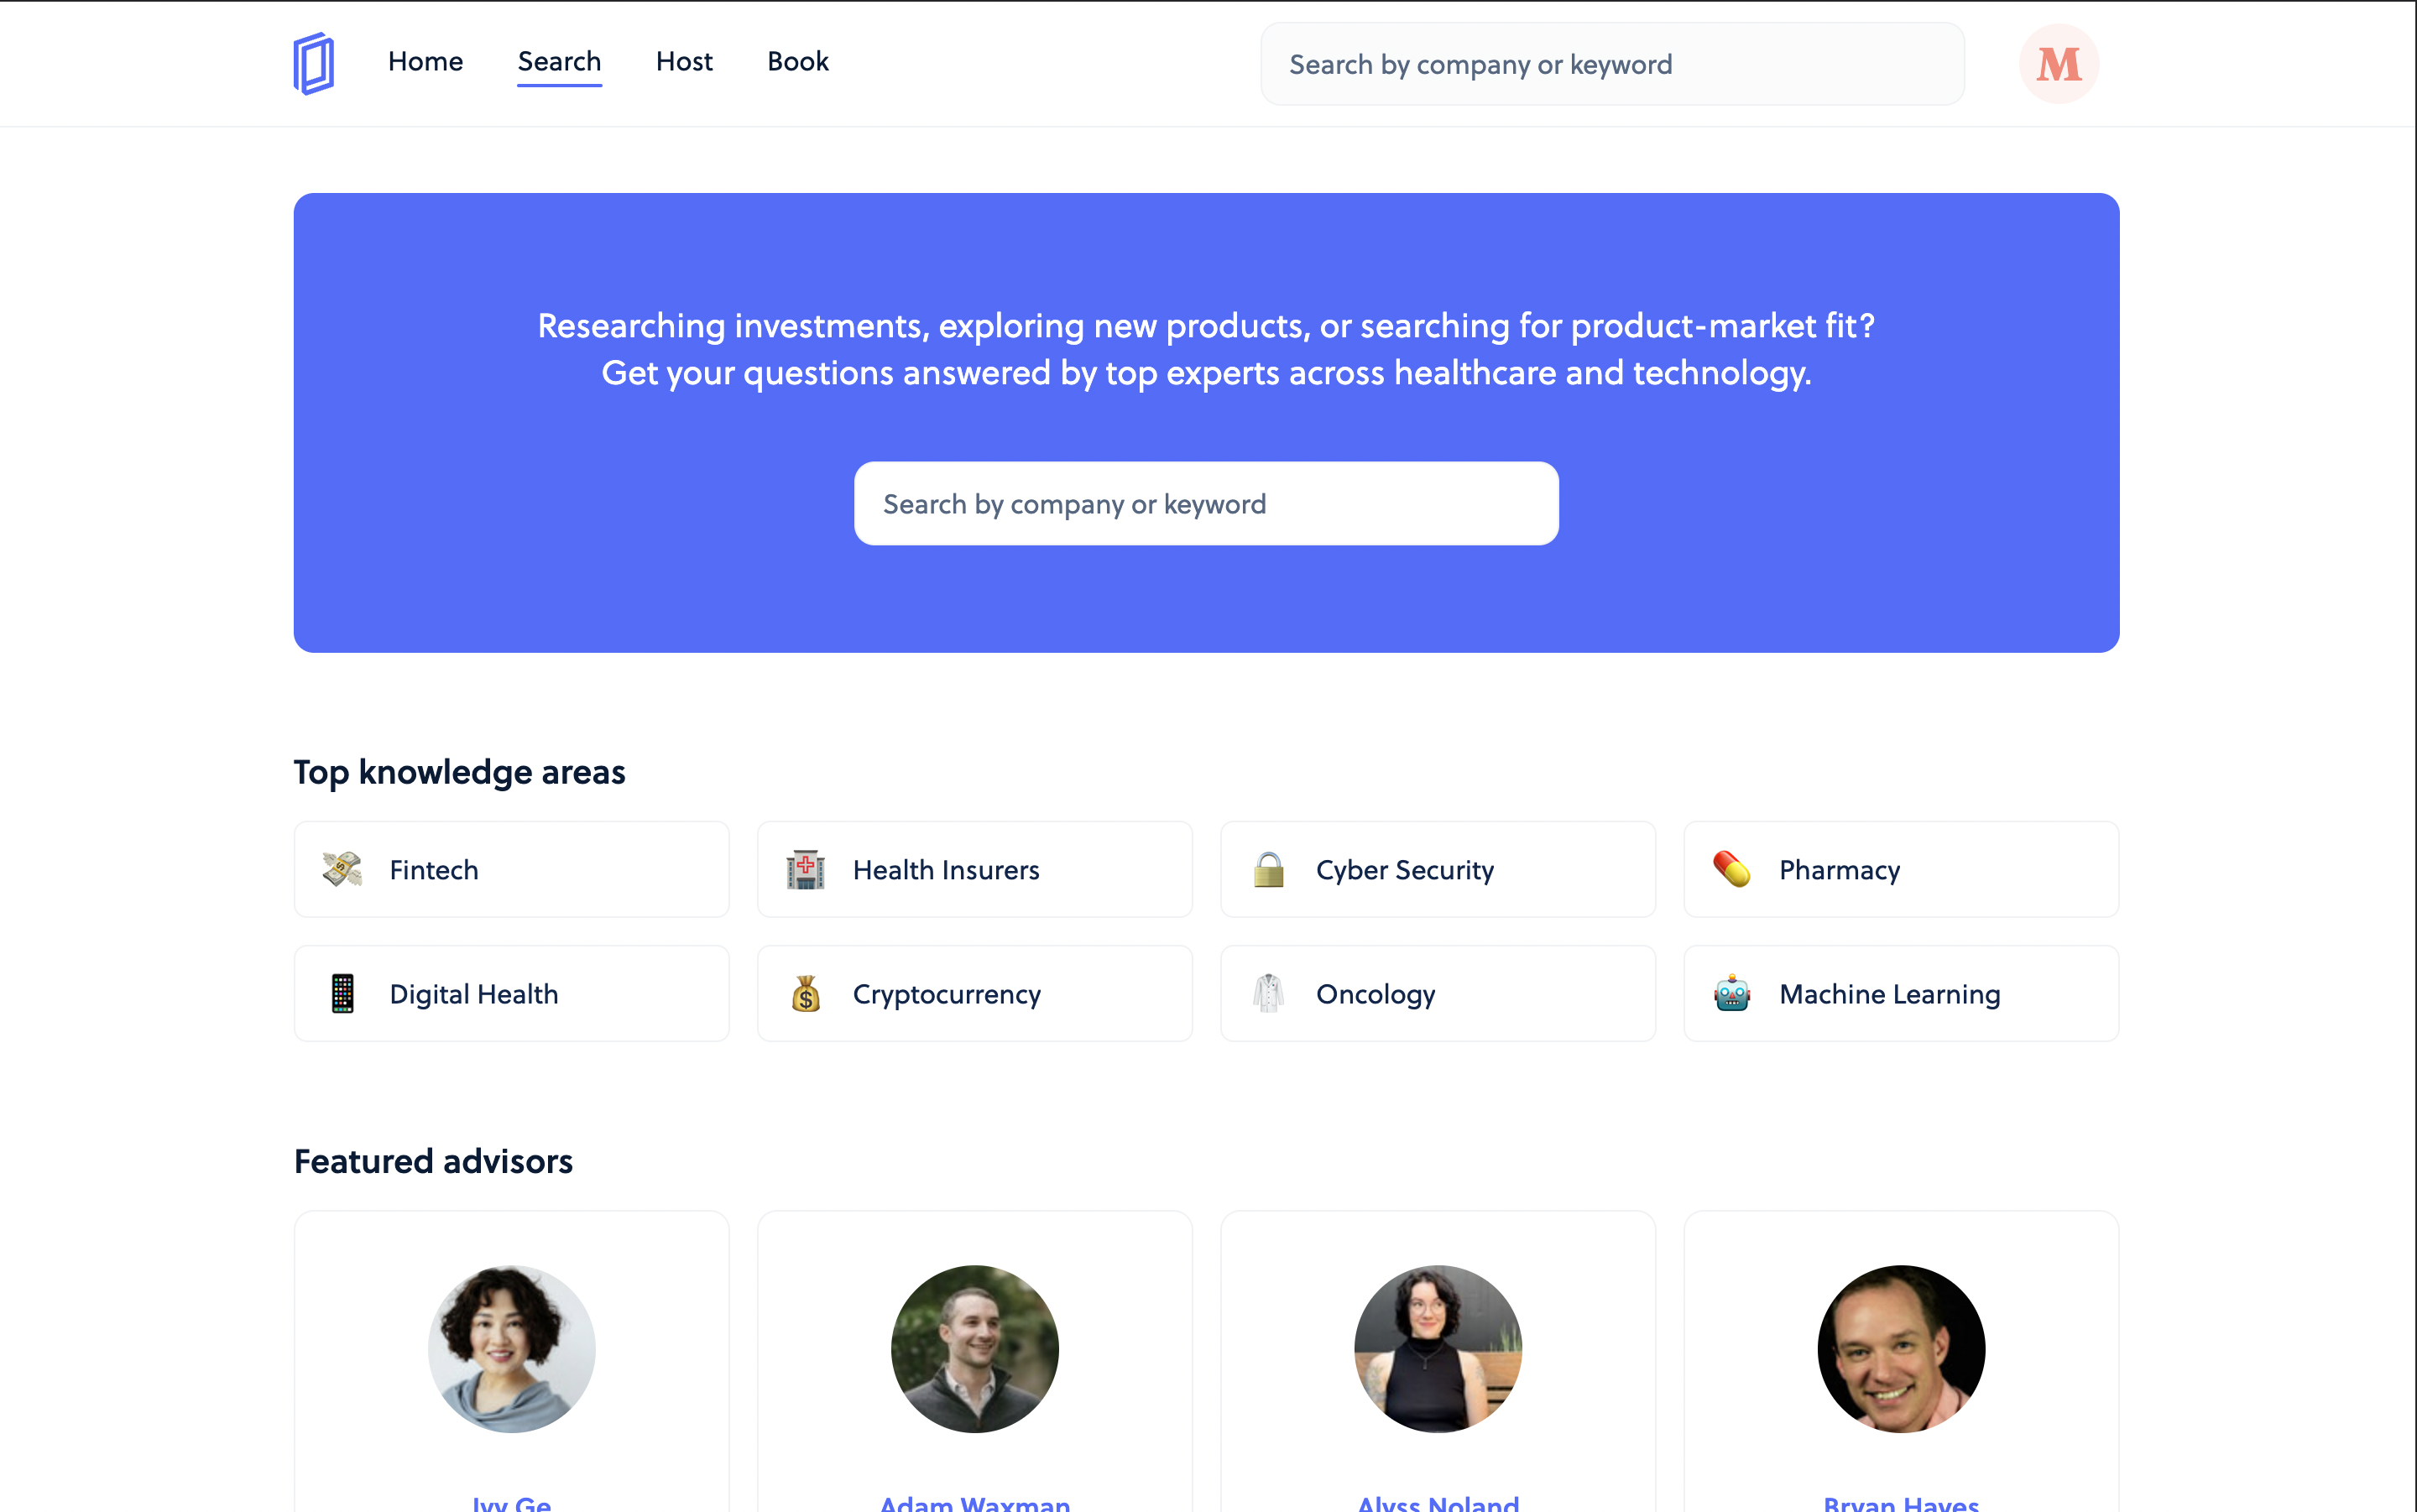 Home Search Host Book Search by company or keyword M
Researching investments, exploring new products, or searching for product-market fit?
Get your questions answered by top experts across healthcare and technology.
Search by company or keyword
Top knowledge areas
Fintech
Health Insurers
Cyber Security
Pharmacy
Digital Health
Cryptocurrency
Oncology
Machine Learning
Featured advisors
Ivy Ge
Adam Waxman
Alyss Noland
Bryan Hayes